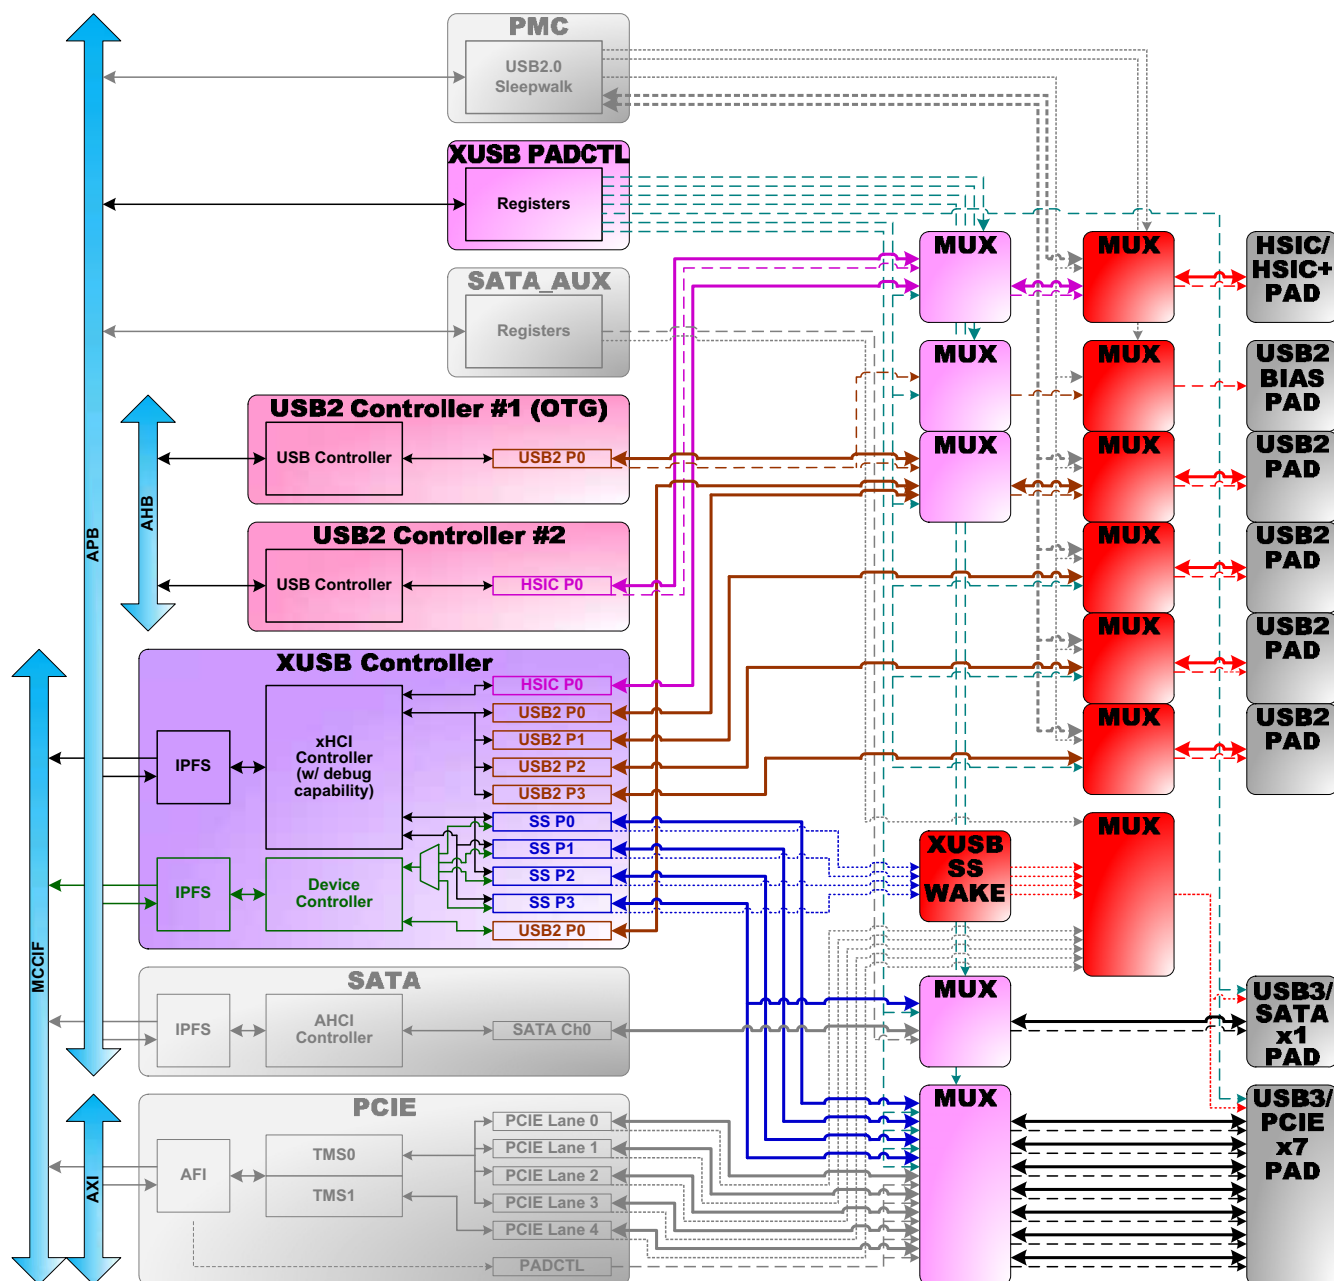 PMC
USB2.0
Sleepwalk
XUSB PADCTL
Registers
SATA_AUX
Registers
USB2 Controller #1 (OTG)
USB Controller
USB2 P0
USB2 Controller #2
USB Controller
HSIC P0
XUSB Controller
IPFS
xHCI
Controller
(w/ debug
capability)
HSIC P0
USB2 P0
USB2 P1
USB2 P2
USB2 P3
SS P0
SS P1
SS P2
SS P3
USB2 P0
IPFS
Device
Controller
SATA
IPFS
AHCI
Controller
SATA Ch0
PCIE
AFI
TMS0
TMS1
PCIE Lane 0
PCIE Lane 1
PCIE Lane 2
PCIE Lane 3
PCIE Lane 4
PADCTL
APB
AHB
MCCIF
AXI
MUX
MUX
MUX
XUSB
SS
WAKE
MUX
MUX
MUX
MUX
MUX
MUX
MUX
MUX
MUX
HSIC/
HSIC+
PAD
USB2
BIAS
PAD
USB2
PAD
USB2
PAD
USB2
PAD
USB2
PAD
USB3/
SATA
x1
PAD
USB3/
PCIE
x7
PAD